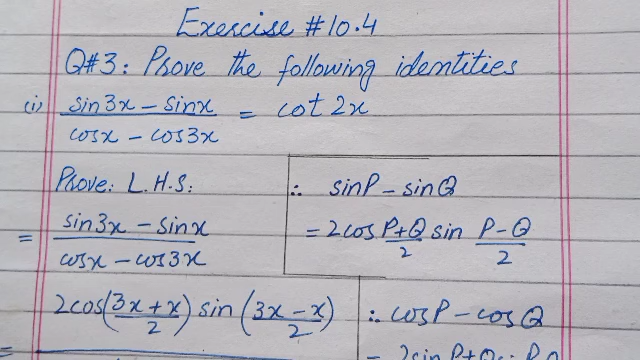 Exercise #10.4
Q#3: Prove the following identities
(i) sin3x - sinx / cosx - cos3x = cot 2x
Prove: L.H.S:
= sin3x - sinx / cosx - cos3x
∴ sinP - sinQ
= 2cos P+Q/2 sin P-Q/2
2cos(3x+x/2) sin (3x-x/2)
=
∴ cosP - cosQ
= 2sin P+Q